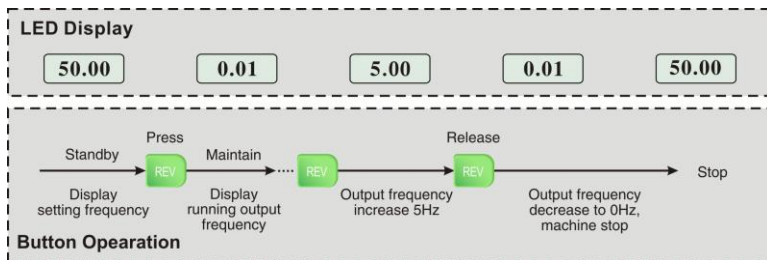 LED Display
50.00 0.01 5.00 0.01 50.00
Press Release
Standby REV Maintain ···· REV REV Stop
Display
setting frequency
Display
running output
frequency
Output frequency
increase 5Hz
Output frequency
decrease to 0Hz,
machine stop
Button Opearation